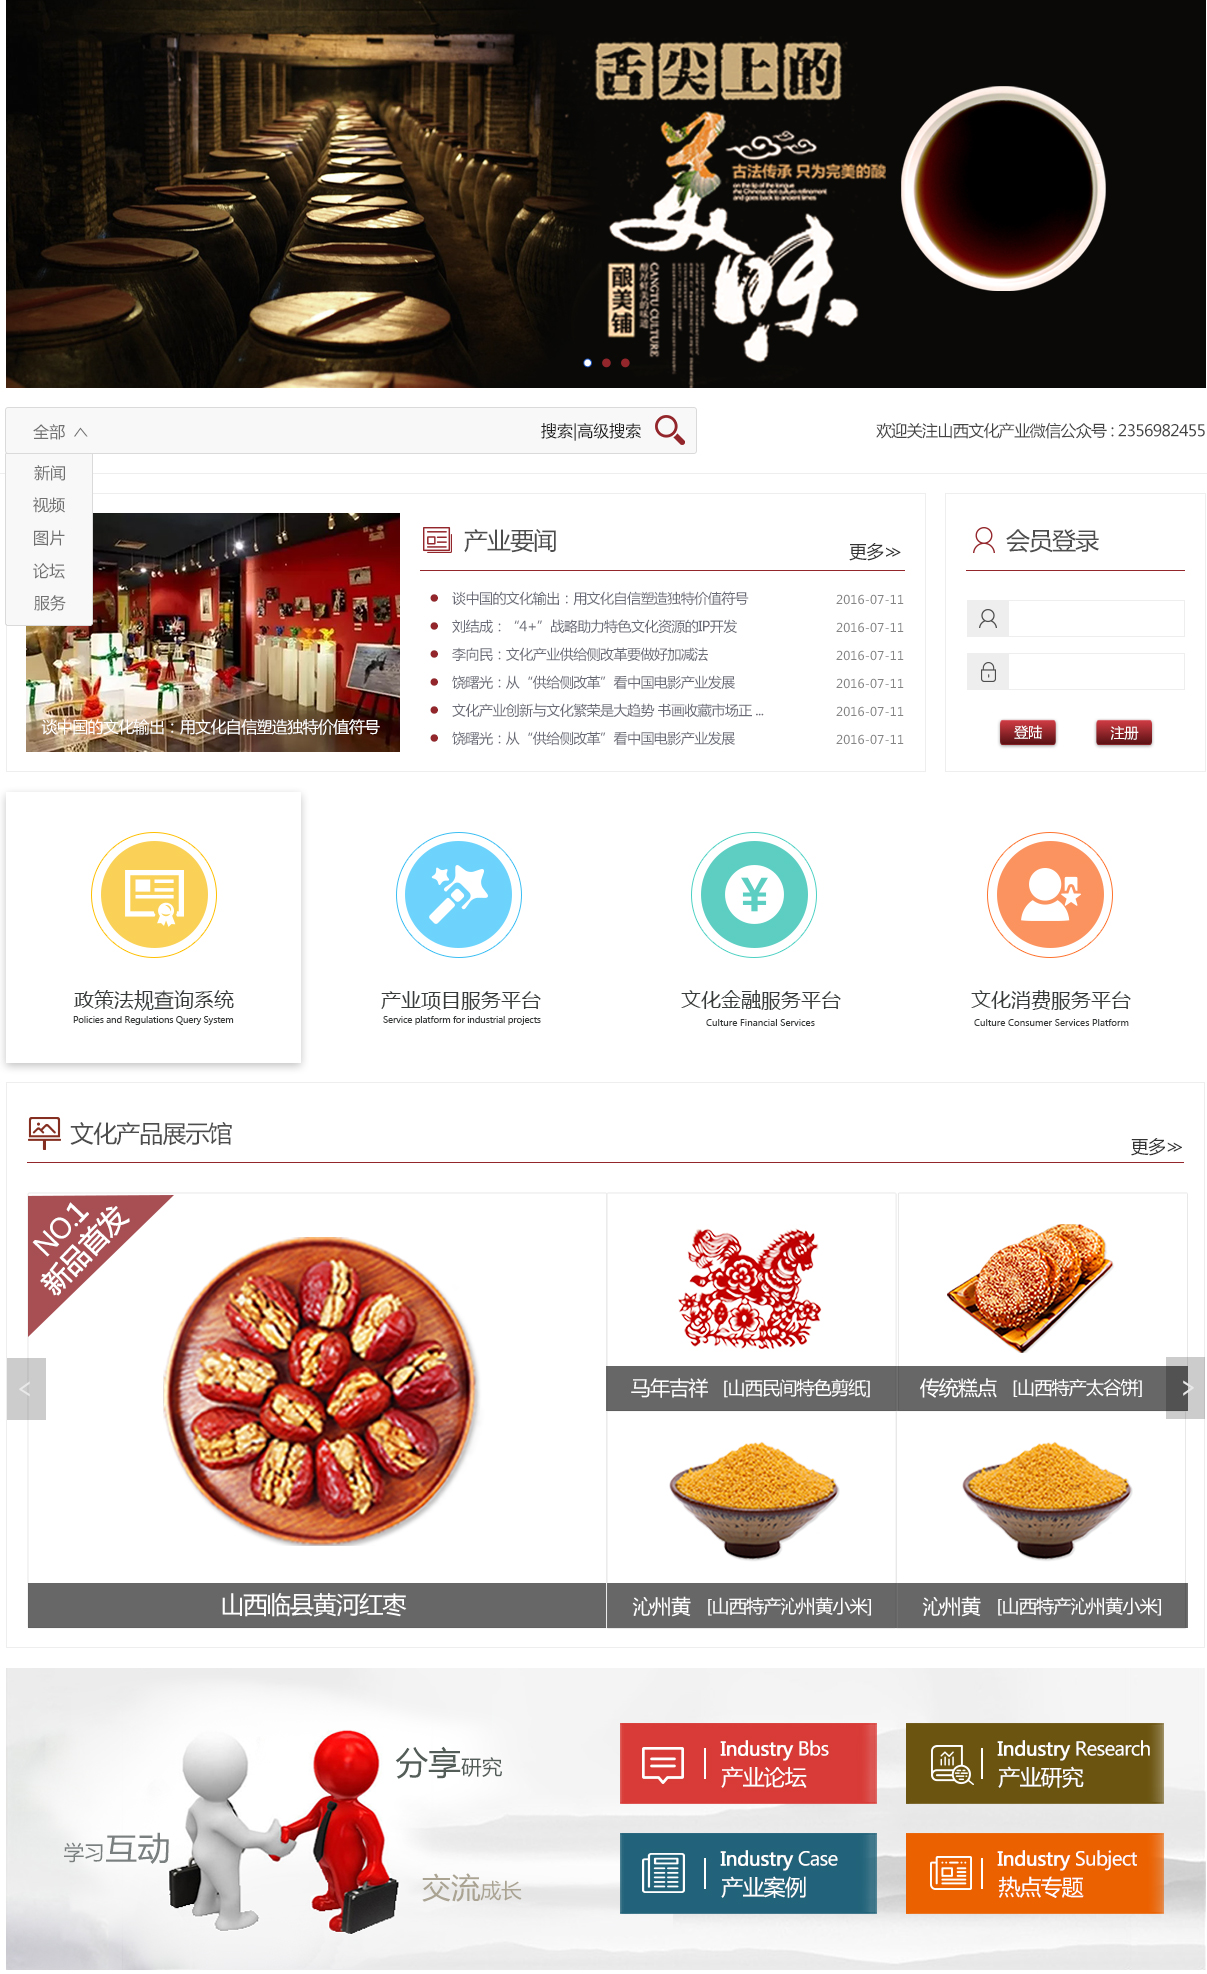 舌尖上的
美味
古法传承 只为完美的酸
on the tip of the tongue
the Chinese diet culture refinement
and goes back to ancient times
酿美铺
CANGTU CULTURE
全部
搜索|高级搜索
欢迎关注山西文化产业微信公众号 : 2356982455
新闻
视频
图片
论坛
服务
谈中国的文化输出：用文化自信塑造独特价值符号
产业要闻
更多>>
谈中国的文化输出：用文化自信塑造独特价值符号 2016-07-11
刘结成：“4+”战略助力特色文化资源的IP开发 2016-07-11
李向民：文化产业供给侧改革要做好加减法 2016-07-11
饶曙光：从“供给侧改革”看中国电影产业发展 2016-07-11
文化产业创新与文化繁荣是大趋势 书画收藏市场正 ... 2016-07-11
饶曙光：从“供给侧改革”看中国电影产业发展 2016-07-11
会员登录
登陆 注册
¥
政策法规查询系统
Policies and Regulations Query System
产业项目服务平台
Service platform for industrial projects
文化金融服务平台
Culture Financial Services
文化消费服务平台
Culture Consumer Services Platform
文化产品展示馆
更多>>
NO.1
新品首发
<
>
马年吉祥 [山西民间特色剪纸]
传统糕点 [山西特产太谷饼]
山西临县黄河红枣
沁州黄 [山西特产沁州黄小米]
沁州黄 [山西特产沁州黄小米]
分享研究
学习互动
交流成长
Industry Bbs
产业论坛
Industry Research
产业研究
Industry Case
产业案例
Industry Subject
热点专题